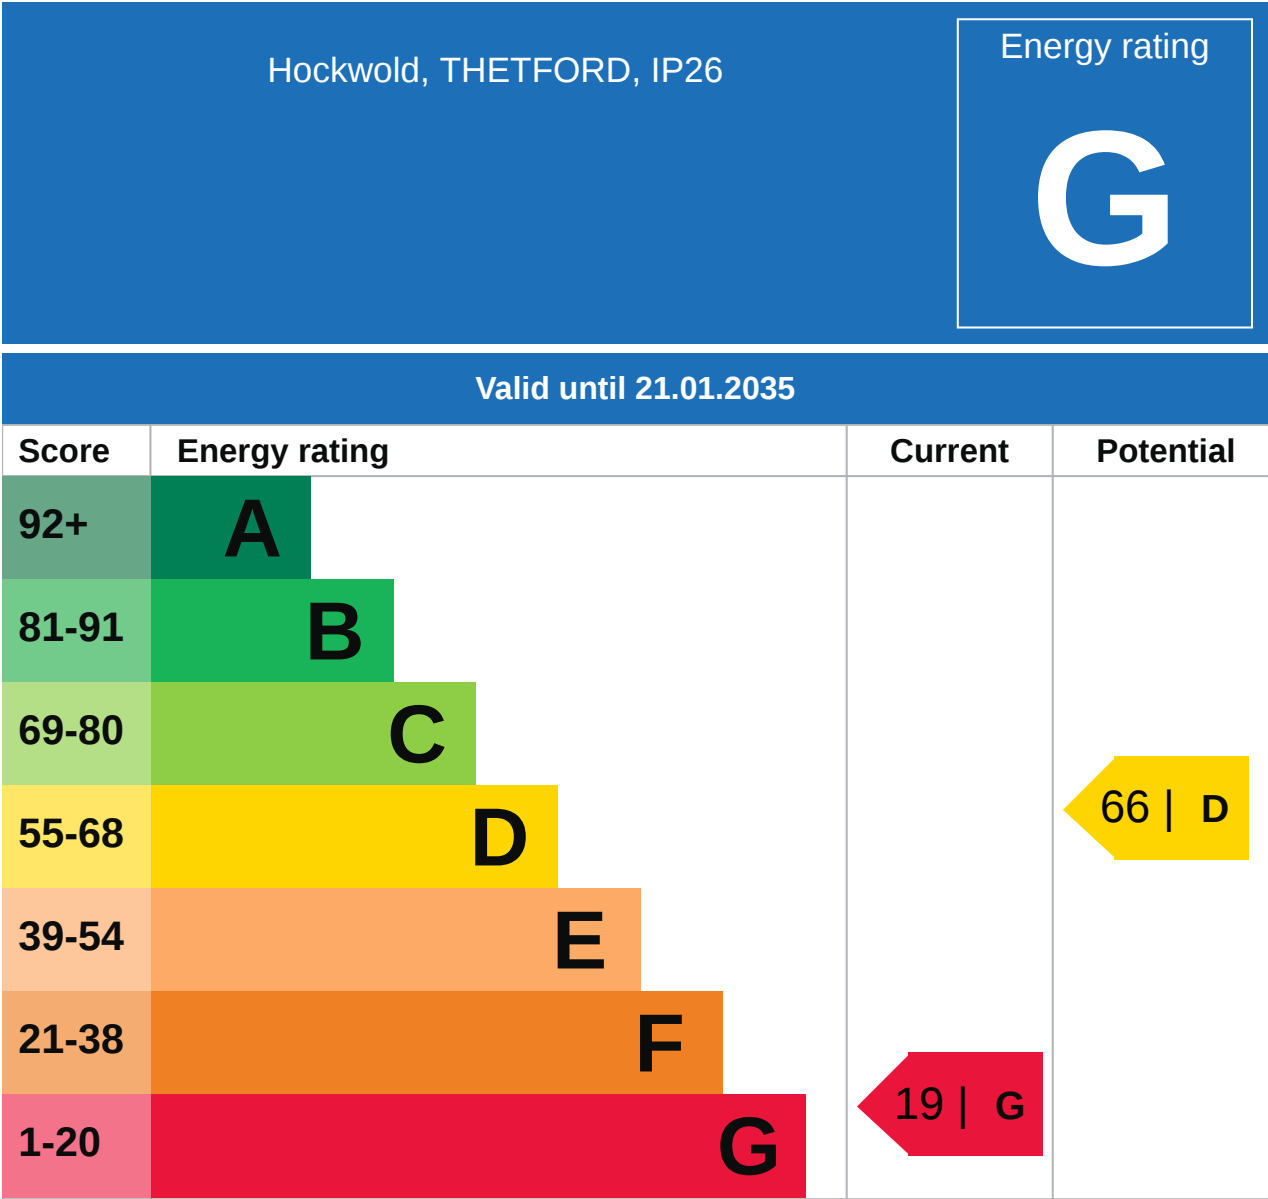 Hockwold, THETFORD, IP26
Energy rating
G
Valid until 21.01.2035
Score Energy rating Current Potential
92+ A
81-91 B
69-80 C
55-68 D
66 | D
39-54 E
21-38 F
19 | G
1-20 G